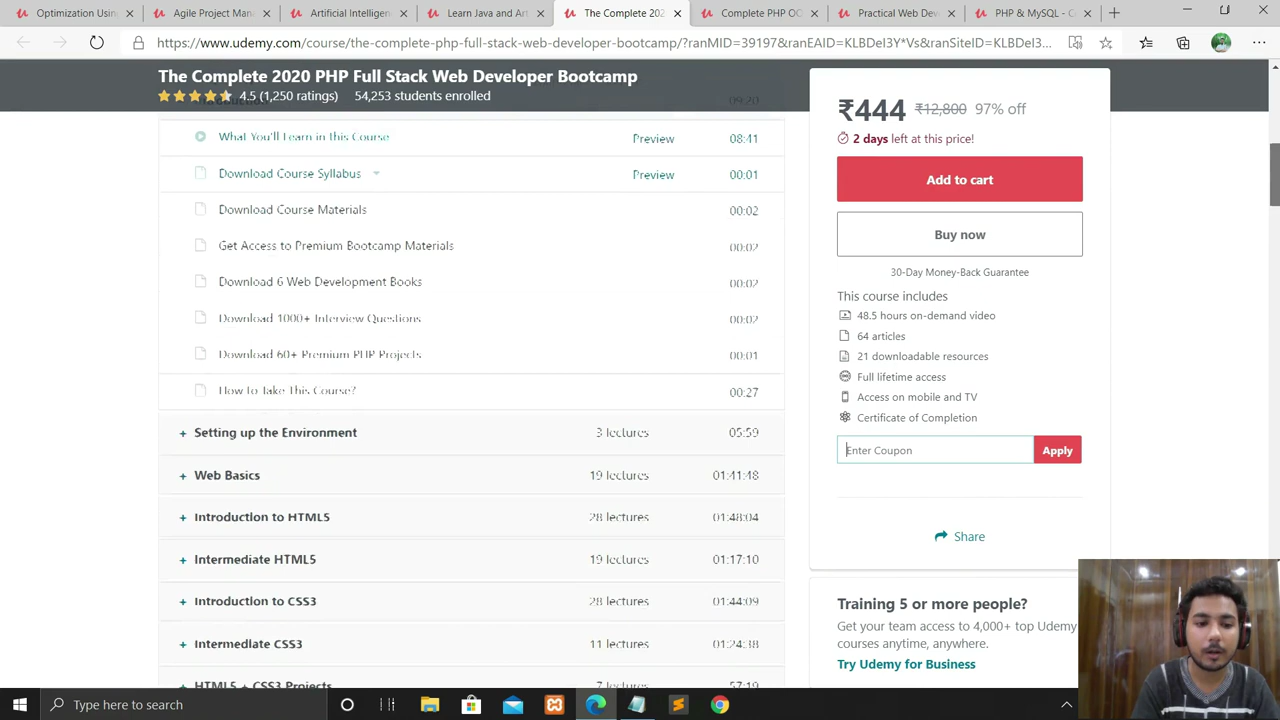 Optimization Using
Agile Project Man
Artificial Intelligen
Learn Java and Art
The Complete 202
Complete PHP OO
Practical Web Dev
PHP & MySQL - C
https://www.udemy.com/course/the-complete-php-full-stack-web-developer-bootcamp/?ranMID=39197&ranEAID=KLBDeI3Y*Vs&ranSiteID=KLBDeI3...
The Complete 2020 PHP Full Stack Web Developer Bootcamp
4.5 (1,250 ratings) 54,253 students enrolled
09:20
What You'll Learn in this Course Preview 08:41
Download Course Syllabus Preview 00:01
Download Course Materials 00:02
Get Access to Premium Bootcamp Materials 00:02
Download 6 Web Development Books 00:02
Download 1000+ Interview Questions 00:02
Download 60+ Premium PHP Projects 00:01
How to Take This Course? 00:27
+ Setting up the Environment 3 lectures 05:59
+ Web Basics 19 lectures 01:41:48
+ Introduction to HTML5 28 lectures 01:48:04
+ Intermediate HTML5 19 lectures 01:17:10
+ Introduction to CSS3 28 lectures 01:44:09
+ Intermediate CSS3 11 lectures 01:24:38
+ HTML5 + CSS3 Projects 7 lectures 57:19
₹444 ₹12,800 97% off
2 days left at this price!
Add to cart
Buy now
30-Day Money-Back Guarantee
This course includes
48.5 hours on-demand video
64 articles
21 downloadable resources
Full lifetime access
Access on mobile and TV
Certificate of Completion
Enter Coupon Apply
Share
Training 5 or more people?
Get your team access to 4,000+ top Udemy
courses anytime, anywhere.
Try Udemy for Business
Type here to search